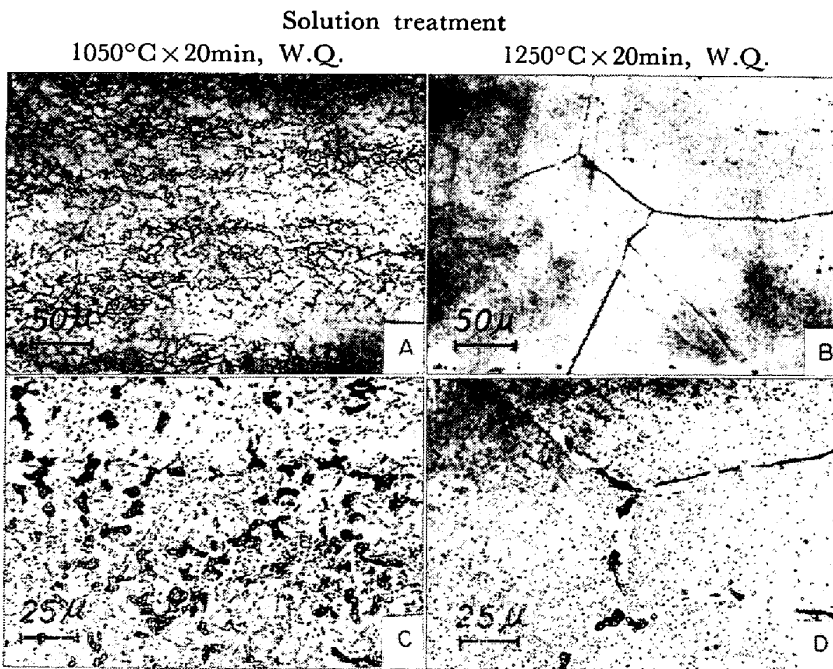 Solution treatment
1050°C×20min, W.Q.
1250°C×20min, W.Q.
50μ
A
50μ
B
25μ
C
25μ
D